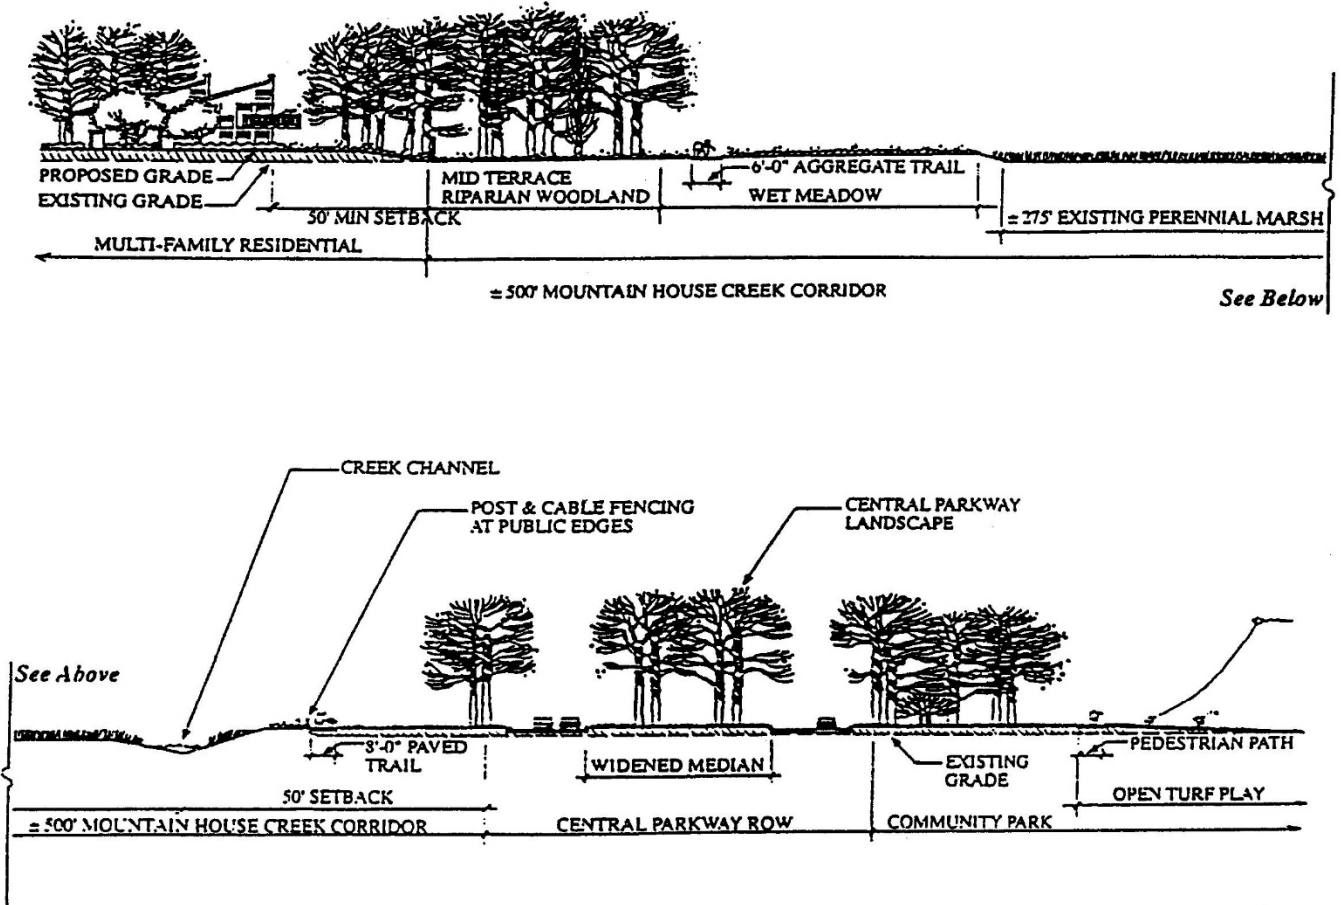 PROPOSED GRADE
EXISTING GRADE
MID TERRACE
RIPARIAN WOODLAND
6'-0" AGGREGATE TRAIL
WET MEADOW
50' MIN SETBACK
± 275' EXISTING PERENNIAL MARSH
MULTI-FAMILY RESIDENTIAL
± 500' MOUNTAIN HOUSE CREEK CORRIDOR
See Below
CREEK CHANNEL
POST & CABLE FENCING
AT PUBLIC EDGES
CENTRAL PARKWAY
LANDSCAPE
See Above
8'-0" PAVED
TRAIL
WIDENED MEDIAN
EXISTING
GRADE
PEDESTRIAN PATH
50' SETBACK
OPEN TURF PLAY
± 500' MOUNTAIN HOUSE CREEK CORRIDOR
CENTRAL PARKWAY ROW
COMMUNITY PARK